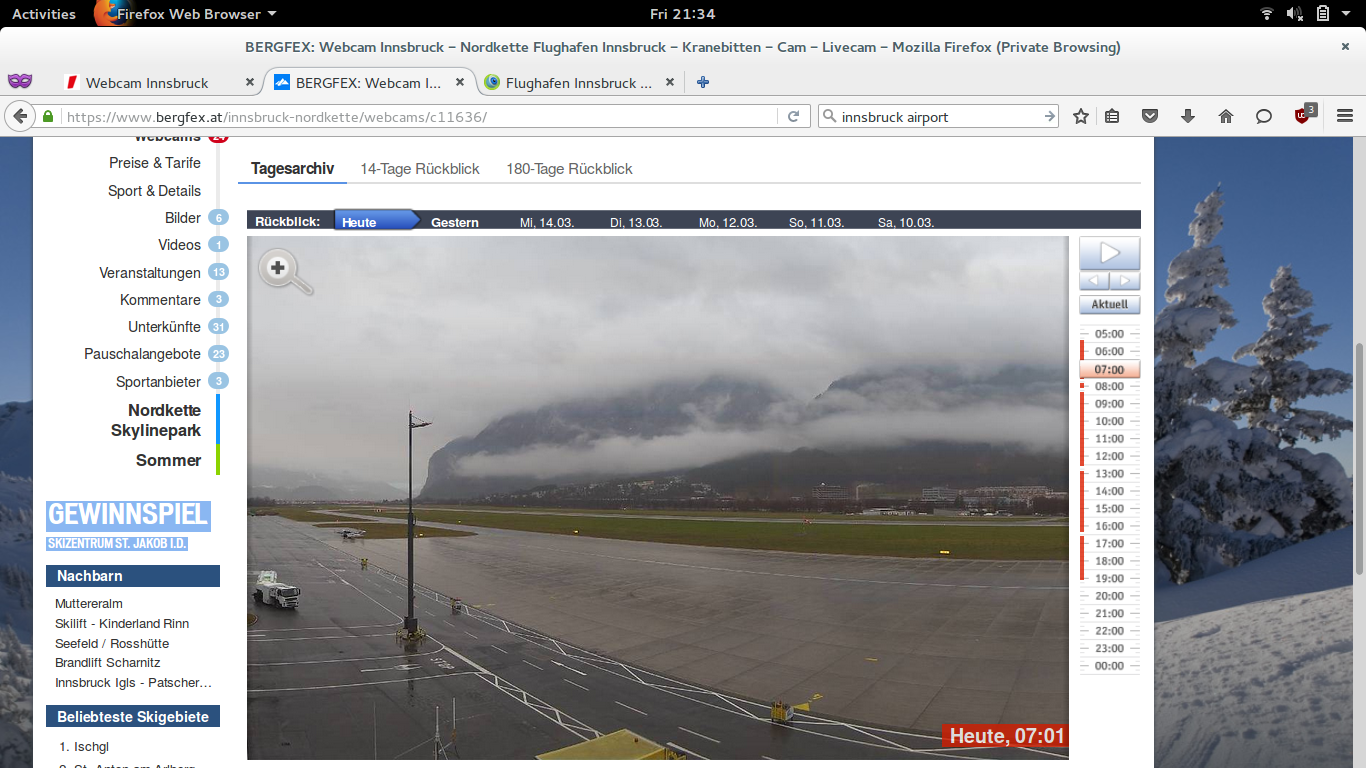 Activities Firefox Web Browser Fri 21:34
BERGFEX: Webcam Innsbruck – Nordkette Flughafen Innsbruck – Kranebitten – Cam – Livecam – Mozilla Firefox (Private Browsing)
Webcam Innsbruck BERGFEX: Webcam I... Flughafen Innsbruck ...
https://www.bergfex.at/innsbruck-nordkette/webcams/c11636/ innsbruck airport 3
Webcams
Preise & Tarife
Sport & Details
Bilder 6
Videos 1
Veranstaltungen 13
Kommentare 3
Unterkünfte 31
Pauschalangebote 23
Sportanbieter 3
Nordkette
Skylinepark
Sommer
GEWINNSPIEL
SKIZENTRUM ST. JAKOB I.D.
Nachbarn
Muttereralm
Skilift - Kinderland Rinn
Seefeld / Rosshütte
Brandlift Scharnitz
Innsbruck Igls - Patscher…
Beliebteste Skigebiete
1. Ischgl
2. St. Anton am Arlberg
Tagesarchiv 14-Tage Rückblick 180-Tage Rückblick
Rückblick: Heute Gestern Mi, 14.03. Di, 13.03. Mo, 12.03. So, 11.03. Sa, 10.03.
STOP
Heute, 07:01
Aktuell
05:00
06:00
07:00
08:00
09:00
10:00
11:00
12:00
13:00
14:00
15:00
16:00
17:00
18:00
19:00
20:00
21:00
22:00
23:00
00:00